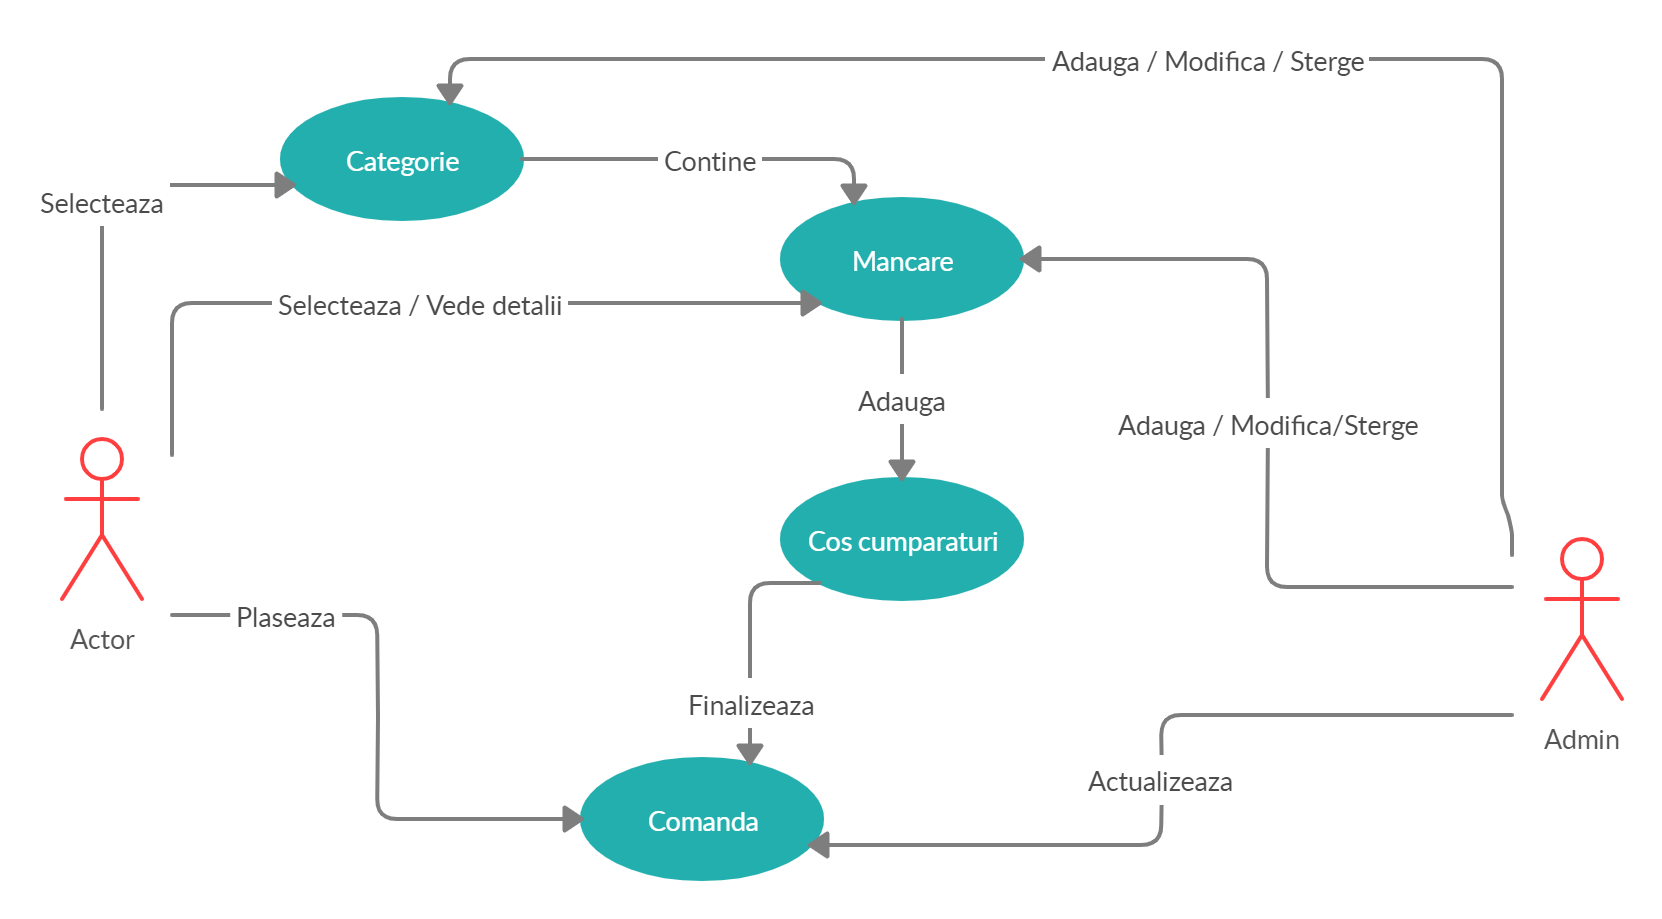 Adauga / Modifica / Sterge
Categorie
Contine
Selecteaza
Mancare
Selecteaza / Vede detalii
Adauga
Adauga / Modifica/Sterge
Cos cumparaturi
Plaseaza
Actor
Finalizeaza
Admin
Actualizeaza
Comanda